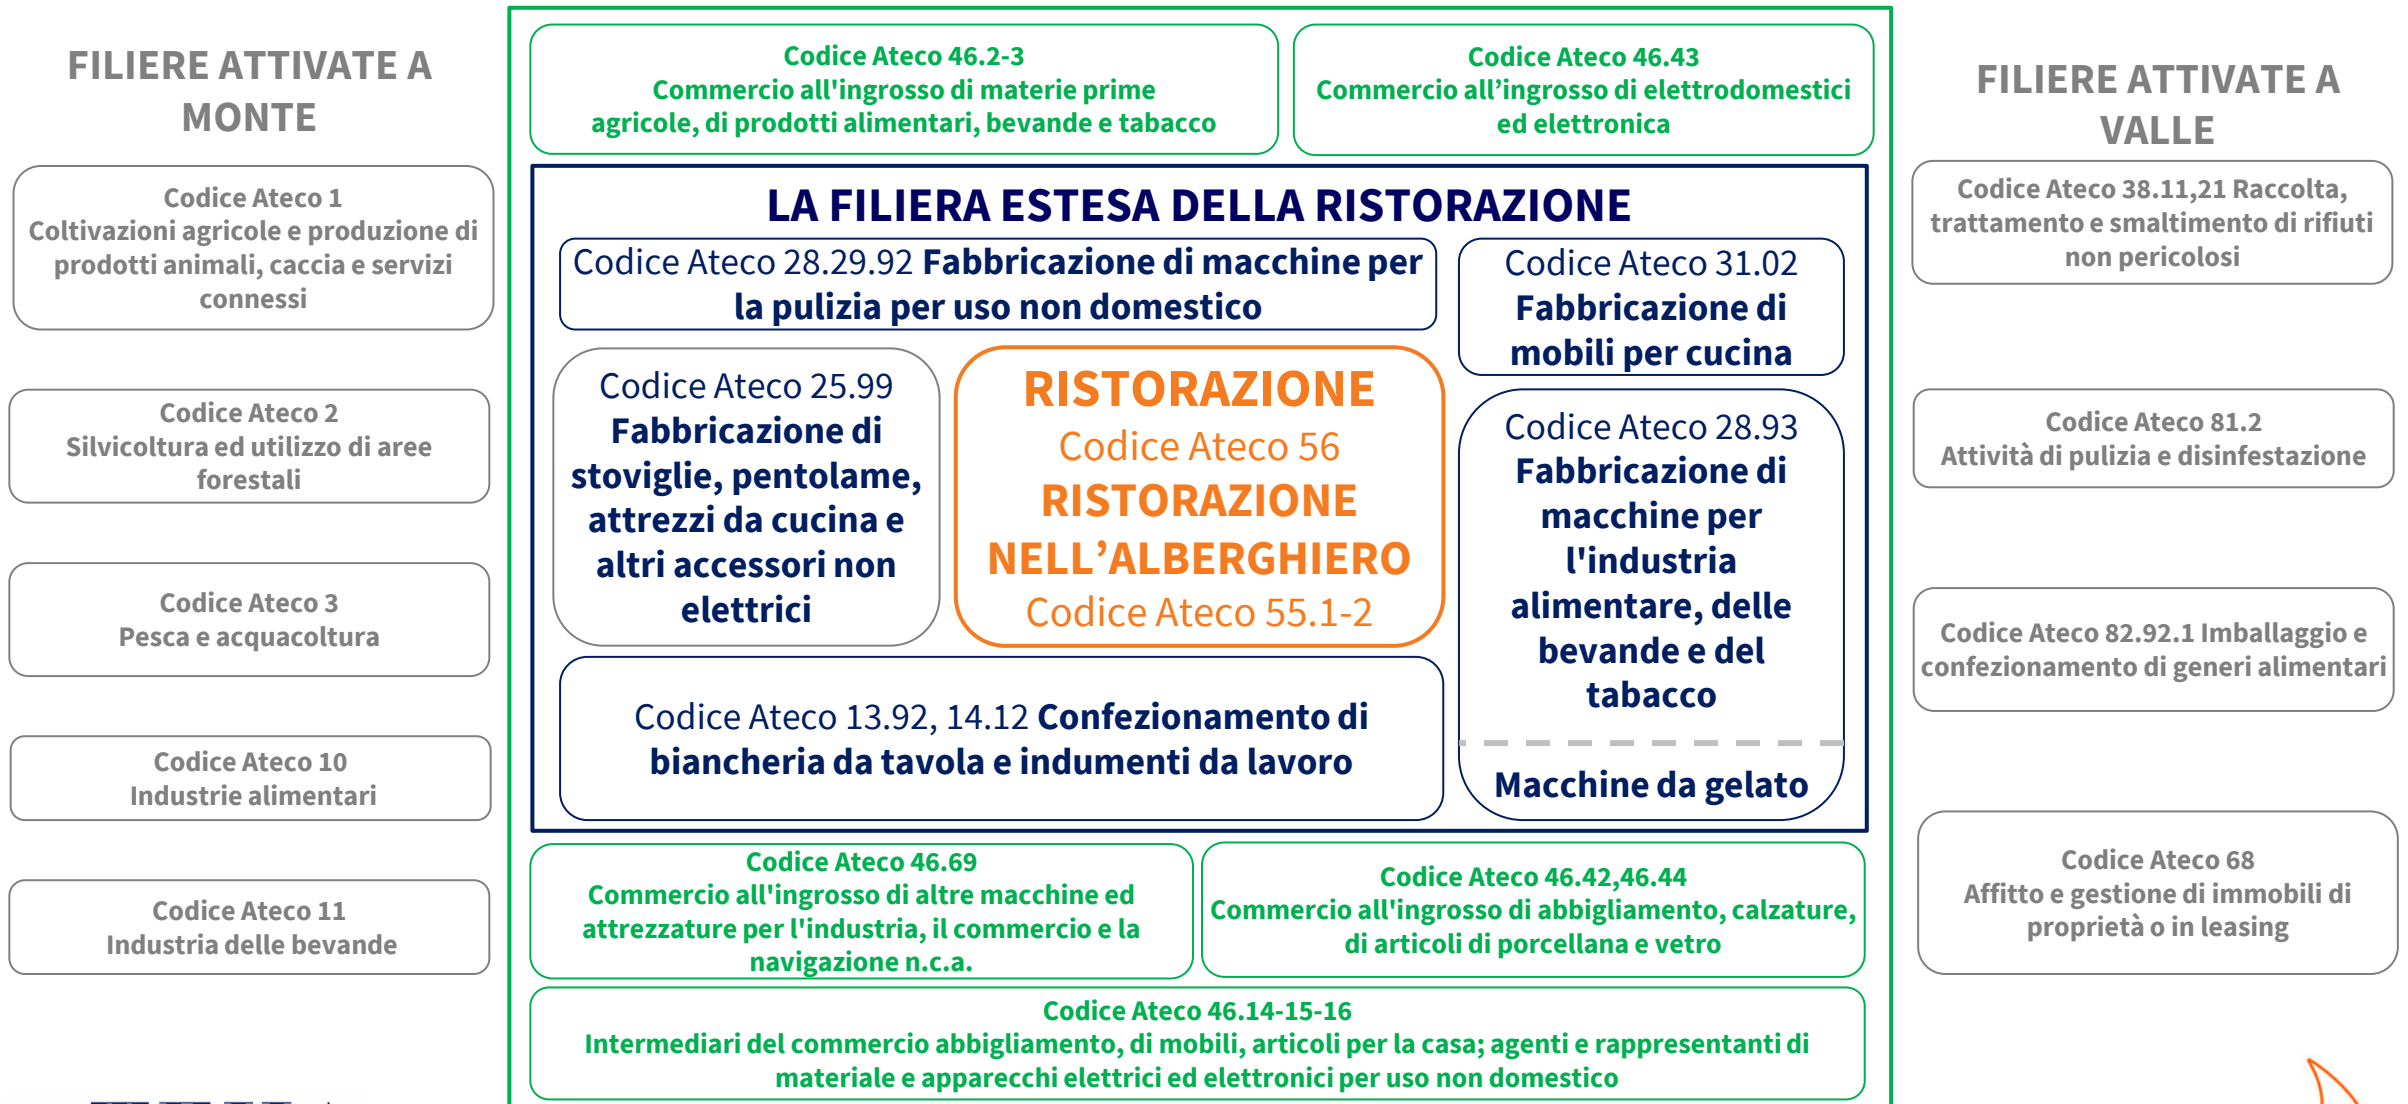 FILIERE ATTIVATE A
MONTE
Codice Ateco 1
Coltivazioni agricole e produzione di
prodotti animali, caccia e servizi
connessi
Codice Ateco 2
Silvicoltura ed utilizzo di aree
forestali
Codice Ateco 3
Pesca e acquacoltura
Codice Ateco 10
Industrie alimentari
Codice Ateco 11
Industria delle bevande
Codice Ateco 46.2-3
Commercio all'ingrosso di materie prime
agricole, di prodotti alimentari, bevande e tabacco
Codice Ateco 46.43
Commercio all’ingrosso di elettrodomestici
ed elettronica
LA FILIERA ESTESA DELLA RISTORAZIONE
Codice Ateco 28.29.92 Fabbricazione di macchine per
la pulizia per uso non domestico
Codice Ateco 31.02
Fabbricazione di
mobili per cucina
Codice Ateco 25.99
Fabbricazione di
stoviglie, pentolame,
attrezzi da cucina e
altri accessori non
elettrici
RISTORAZIONE
Codice Ateco 56
RISTORAZIONE
NELL’ALBERGHIERO
Codice Ateco 55.1-2
Codice Ateco 28.93
Fabbricazione di
macchine per
l'industria
alimentare, delle
bevande e del
tabacco
Macchine da gelato
Codice Ateco 13.92, 14.12 Confezionamento di
biancheria da tavola e indumenti da lavoro
Codice Ateco 46.69
Commercio all'ingrosso di altre macchine ed
attrezzature per l'industria, il commercio e la
navigazione n.c.a.
Codice Ateco 46.42,46.44
Commercio all'ingrosso di abbigliamento, calzature,
di articoli di porcellana e vetro
Codice Ateco 46.14-15-16
Intermediari del commercio abbigliamento, di mobili, articoli per la casa; agenti e rappresentanti di
materiale e apparecchi elettrici ed elettronici per uso non domestico
FILIERE ATTIVATE A
VALLE
Codice Ateco 38.11,21 Raccolta,
trattamento e smaltimento di rifiuti
non pericolosi
Codice Ateco 81.2
Attività di pulizia e disinfestazione
Codice Ateco 82.92.1 Imballaggio e
confezionamento di generi alimentari
Codice Ateco 68
Affitto e gestione di immobili di
proprietà o in leasing